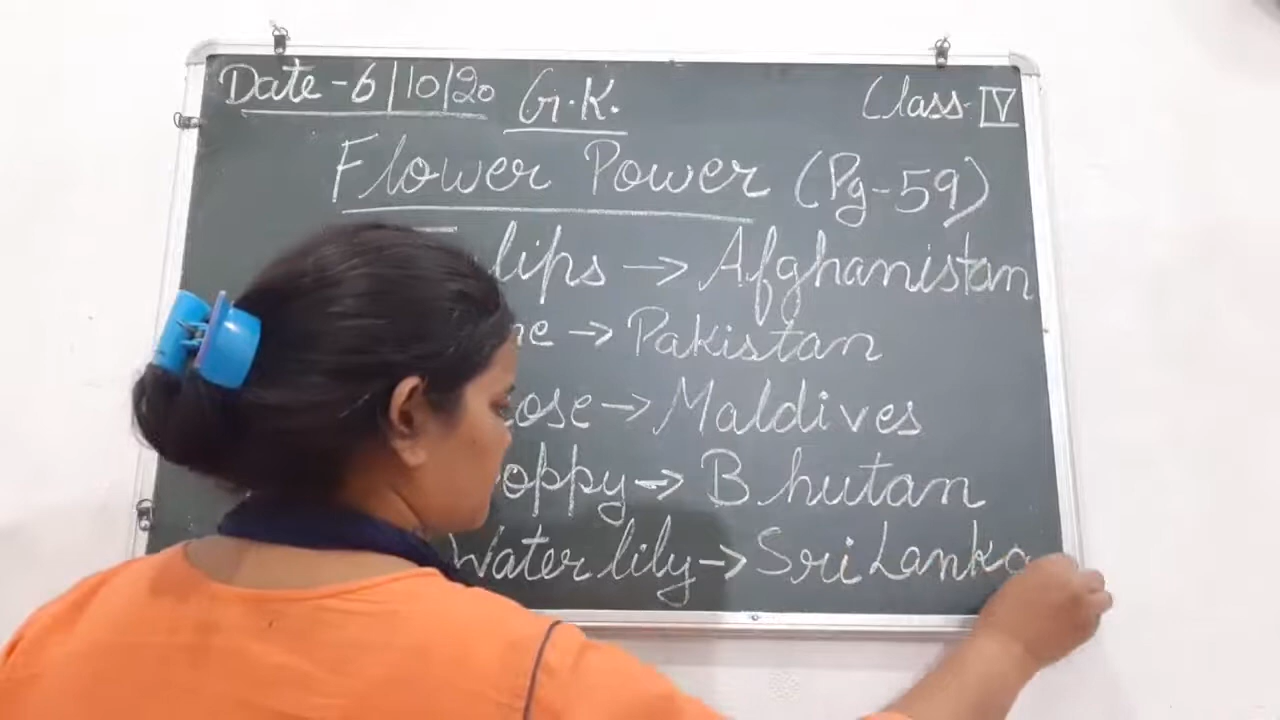 Date - 6/10/20
G.K.
Class - IV
Flower Power (Pg-59)
lips → Afghanistan
ne → Pakistan
ose → Maldives
oppy → Bhutan
Water lily → Sri Lanka